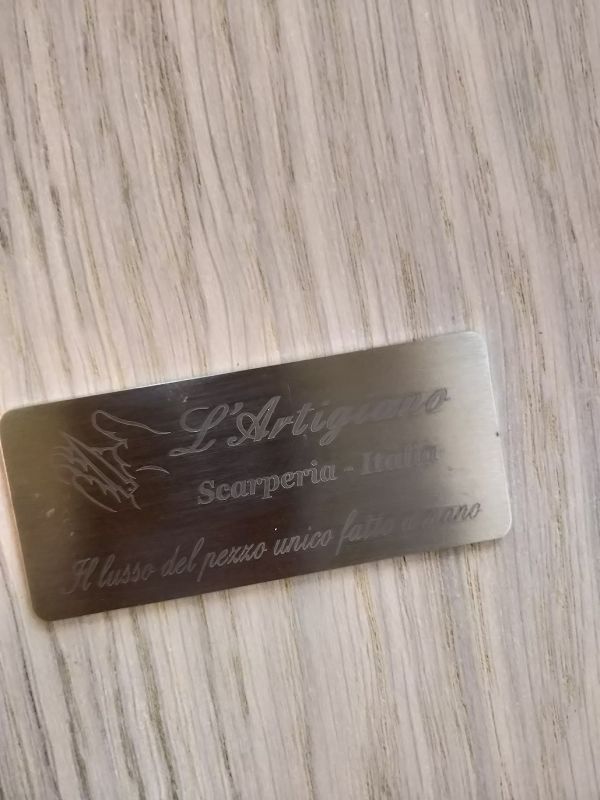 L'Artigiano
Scarperia - Italia
Il lusso del pezzo unico fatto a mano